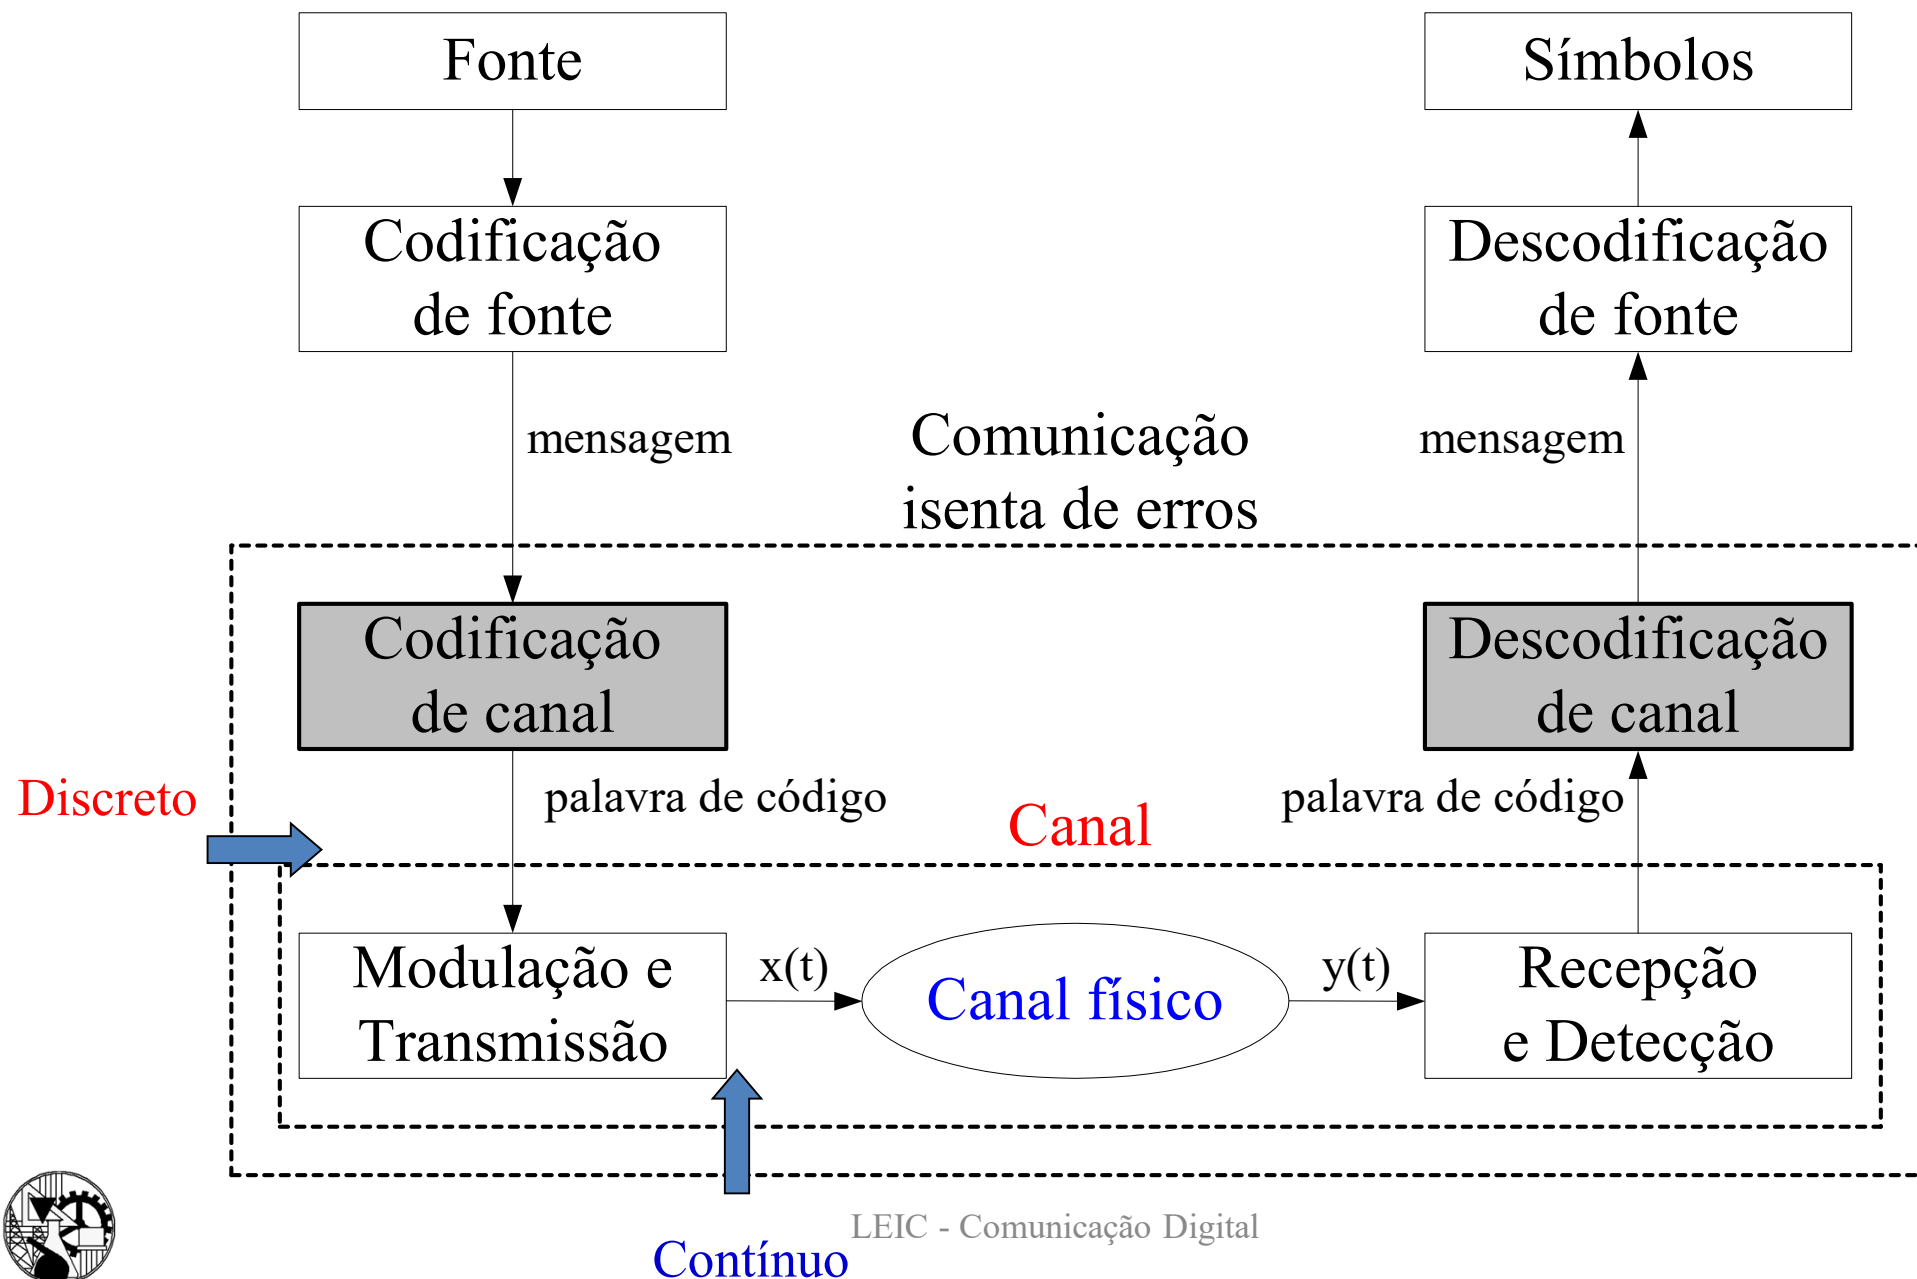 Fonte
Símbolos
Codificação
de fonte
Descodificação
de fonte
mensagem
Comunicação
isenta de erros
mensagem
Codificação
de canal
Descodificação
de canal
Discreto
palavra de código
Canal
palavra de código
Modulação e
Transmissão
x(t)
Canal físico
y(t)
Recepção
e Detecção
LEIC - Comunicação Digital
Contínuo